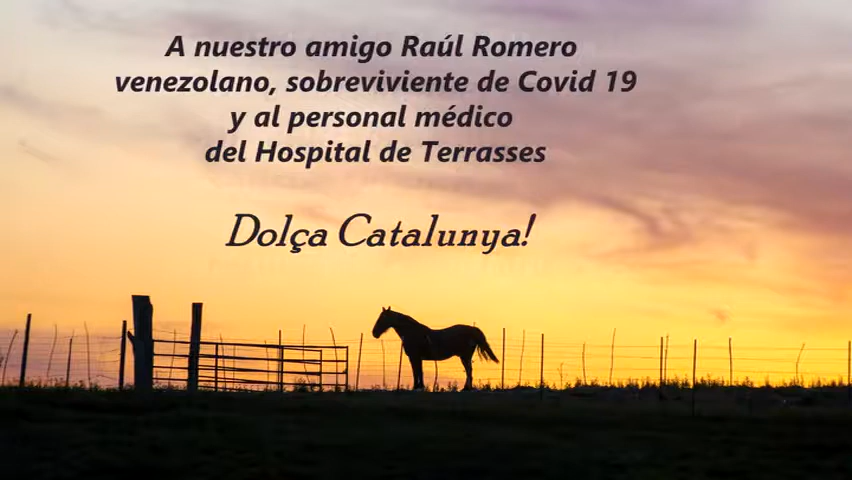 A nuestro amigo Raúl Romero
venezolano, sobreviviente de Covid 19
y al personal médico
del Hospital de Terrasses
Dolça Catalunya!